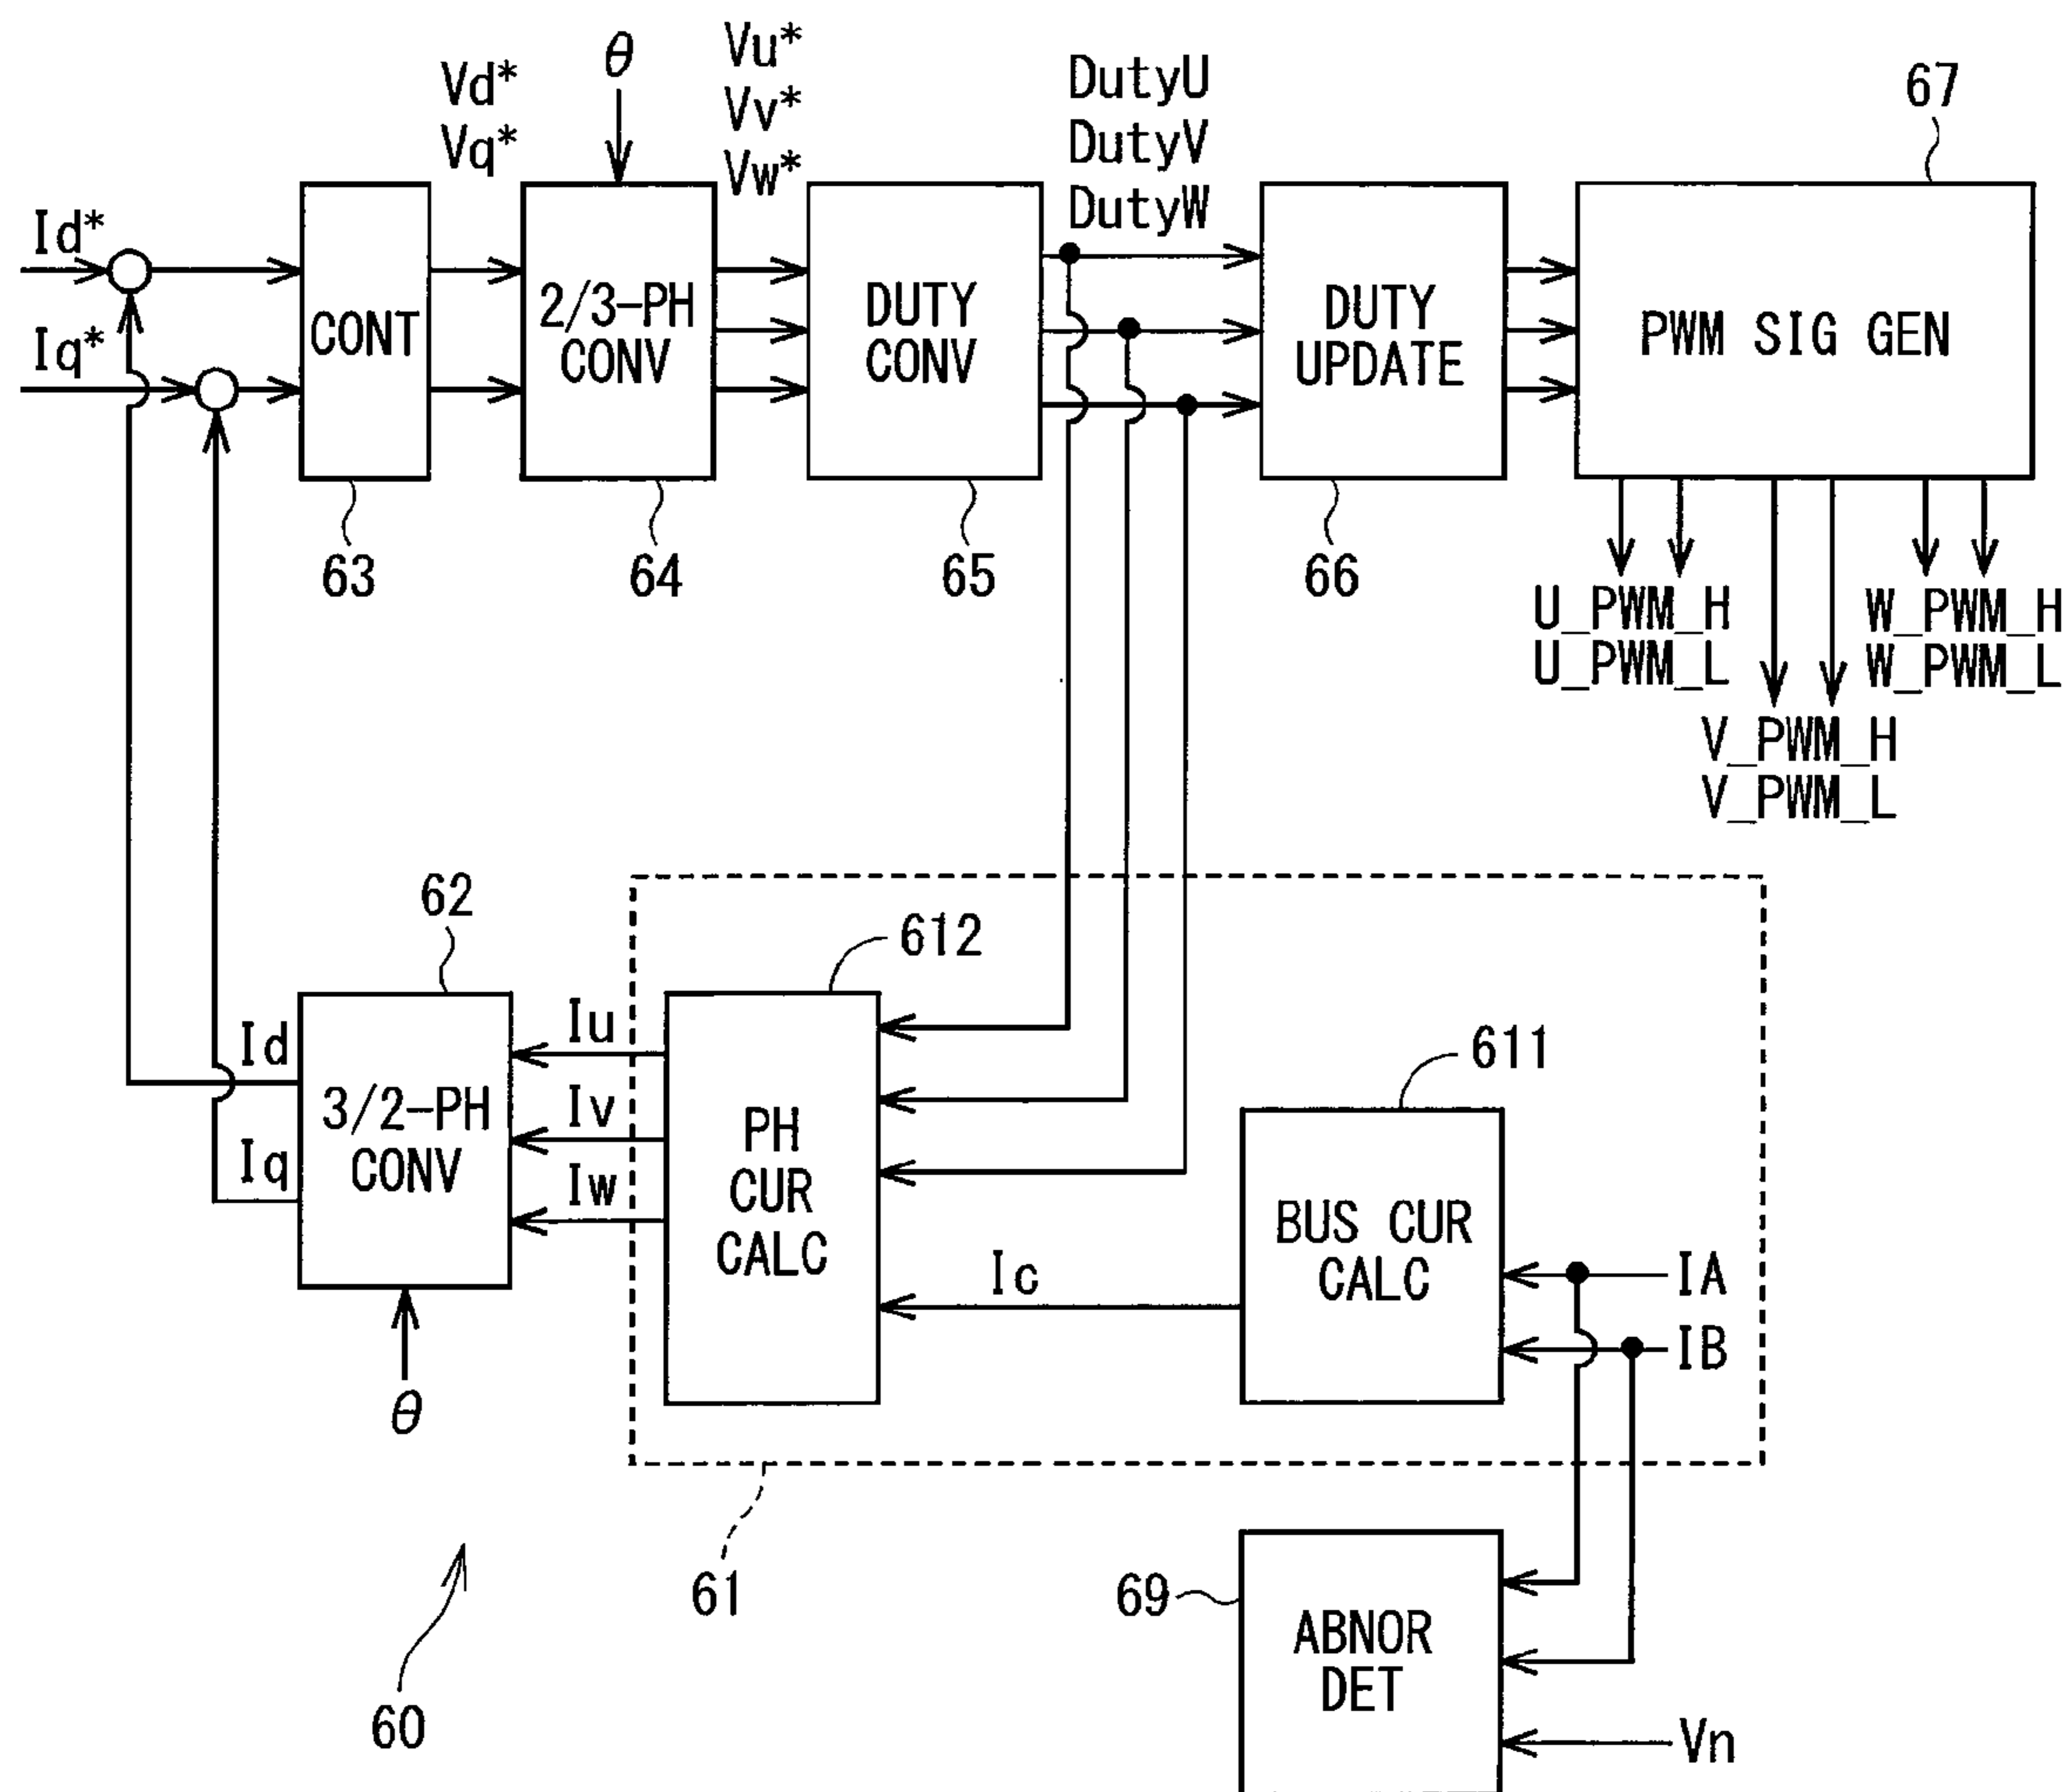 Id*
Iq*
Vd*
Vq*
θ
Vu*
Vv*
Vw*
DutyU
DutyV
DutyW
67
CONT
2/3-PH
CONV
DUTY
CONV
DUTY
UPDATE
PWM SIG GEN
63
64
65
66
U_PWM_H
U_PWM_L
W_PWM_H
W_PWM_L
V_PWM_H
V_PWM_L
62
612
611
Id
Iq
3/2-PH
CONV
θ
Iu
Iv
Iw
PH
CUR
CALC
Ic
BUS CUR
CALC
IA
IB
61
60
69
ABNOR
DET
Vn